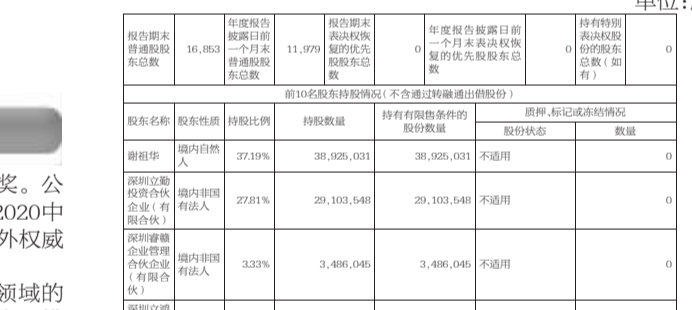 单位:
报告期末
普通股股
东总数
16,853
年度报告
披露日前
一个月末
普通股股
东总数
11,979
报告期末
表决权恢
复的优先
股股东总
数
0
年度报告披露日前
一个月末表决权恢
复的优先股股东总
数
0
持有特别
表决权股
份的股东
总数(如
有)
0
前10名股东持股情况(不含通过转融通出借股份)
股东名称
股东性质
持股比例
持股数量
持有有限售条件的
股份数量
质押、标记或冻结情况
股份状态
数量
谢祖华
境内自然
人
37.19%
38,925,031
38,925,031
不适用
0
深圳立勤
投资合伙
企业(有
限合伙)
境内非国
有法人
27.81%
29,103,548
29,103,548
不适用
0
深圳睿赣
企业管理
合伙企业
(有限合
伙)
境内非国
有法人
3.33%
3,486,045
3,486,045
不适用
0
深圳立鸿
奖。公
2020中
外权威
领域的